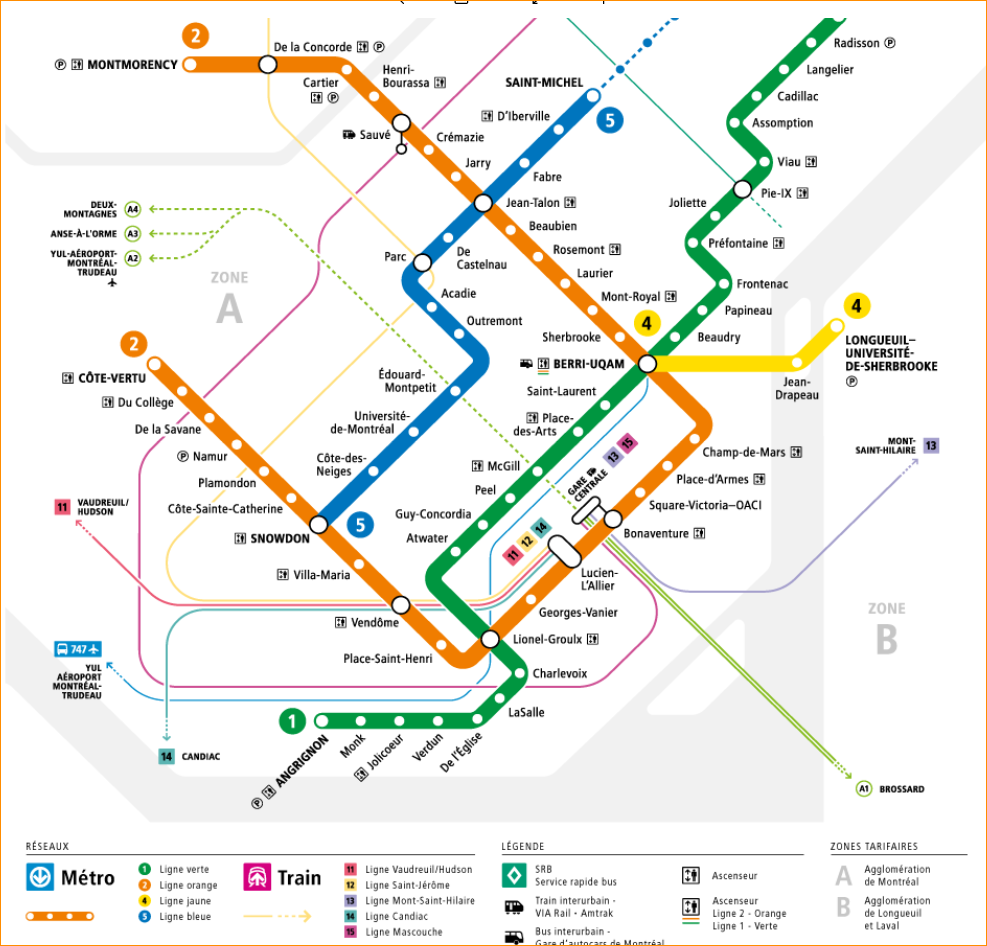 2
De la Concorde
P
P
MONTMORENCY
Cartier
P
Henri-
Bourassa
SAINT-MICHEL
5
Radisson P
Langelier
Cadillac
Assomption
Viau
Pie-IX
Joliette
Préfontaine
Frontenac
Papineau
Beaudry
D'Iberville
Sauvé
Crémazie
Jarry
Fabre
Jean-Talon
Beaubien
Rosemont
Laurier
Mont-Royal
Sherbrooke
De
Castelnau
Parc
Acadie
Outremont
Édouard-
Montpetit
Université-
de-Montréal
Côte-des-
Neiges
DEUX-
MONTAGNES
A4
ANSE-À-L'ORME
A3
YUL-AÉROPORT-
MONTRÉAL-
TRUDEAU
A2
ZONE
A
4
4
LONGUEUIL–
UNIVERSITÉ-
DE-SHERBROOKE
P
Jean-
Drapeau
BERRI-UQAM
Saint-Laurent
Place-
des-Arts
McGill
Peel
Guy-Concordia
Atwater
2
CÔTE-VERTU
Du Collège
De la Savane
P Namur
Plamondon
Côte-Sainte-Catherine
SNOWDON
5
Villa-Maria
Vendôme
Place-Saint-Henri
Champ-de-Mars
Place-d'Armes
Square-Victoria–OACI
Bonaventure
GARE
CENTRALE
13
15
11
12
14
Lucien-
L'Allier
Georges-Vanier
Lionel-Groulx
Charlevoix
LaSalle
De l'Église
Verdun
Jolicoeur
Monk
P ANGRIGNON
1
MONT-
SAINT-HILAIRE
13
11
VAUDREUIL/
HUDSON
747
YUL
AÉROPORT
MONTRÉAL-
TRUDEAU
14 CANDIAC
ZONE
B
A1 BROSSARD
RÉSEAUX
Métro
1 Ligne verte
2 Ligne orange
4 Ligne jaune
5 Ligne bleue
Train
11 Ligne Vaudreuil/Hudson
12 Ligne Saint-Jérôme
13 Ligne Mont-Saint-Hilaire
14 Ligne Candiac
15 Ligne Mascouche
LÉGENDE
SRB
Service rapide bus
Train interurbain -
VIA Rail - Amtrak
Bus interurbain -
Gare d'autocars de Montréal
Ascenseur
Ascenseur
Ligne 2 - Orange
Ligne 1 - Verte
ZONES TARIFAIRES
A Agglomération
de Montréal
B Agglomération
de Longueuil
et Laval